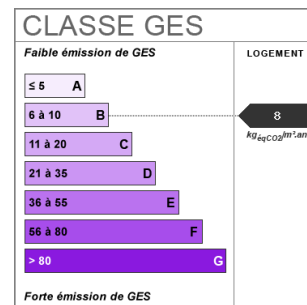 CLASSE GES
Faible émission de GES
LOGEMENT
≤ 5 A
6 à 10 B
8
kgéqCO2/m².an
11 à 20 C
21 à 35 D
36 à 55 E
56 à 80 F
> 80 G
Forte émission de GES